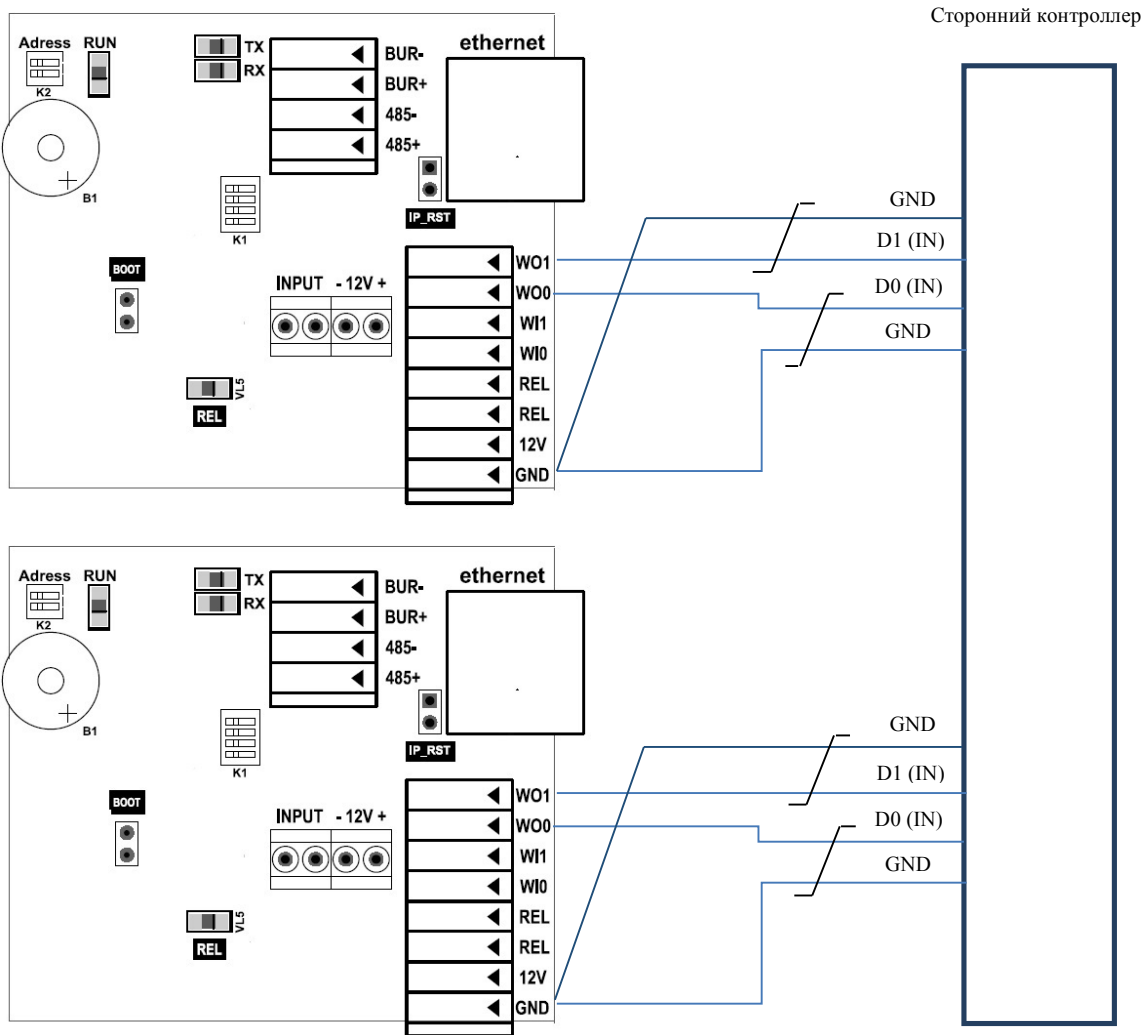 Сторонний контроллер
Adress RUN
K2
B1
TX
RX
BUR-
BUR+
485-
485+
ethernet
IP_RST
K1
BOOT
INPUT - 12V +
VL5
REL
WO1
WO0
WI1
WI0
REL
REL
12V
GND
GND
D1 (IN)
D0 (IN)
GND
Adress RUN
K2
B1
TX
RX
BUR-
BUR+
485-
485+
ethernet
IP_RST
K1
BOOT
INPUT - 12V +
VL5
REL
WO1
WO0
WI1
WI0
REL
REL
12V
GND
GND
D1 (IN)
D0 (IN)
GND